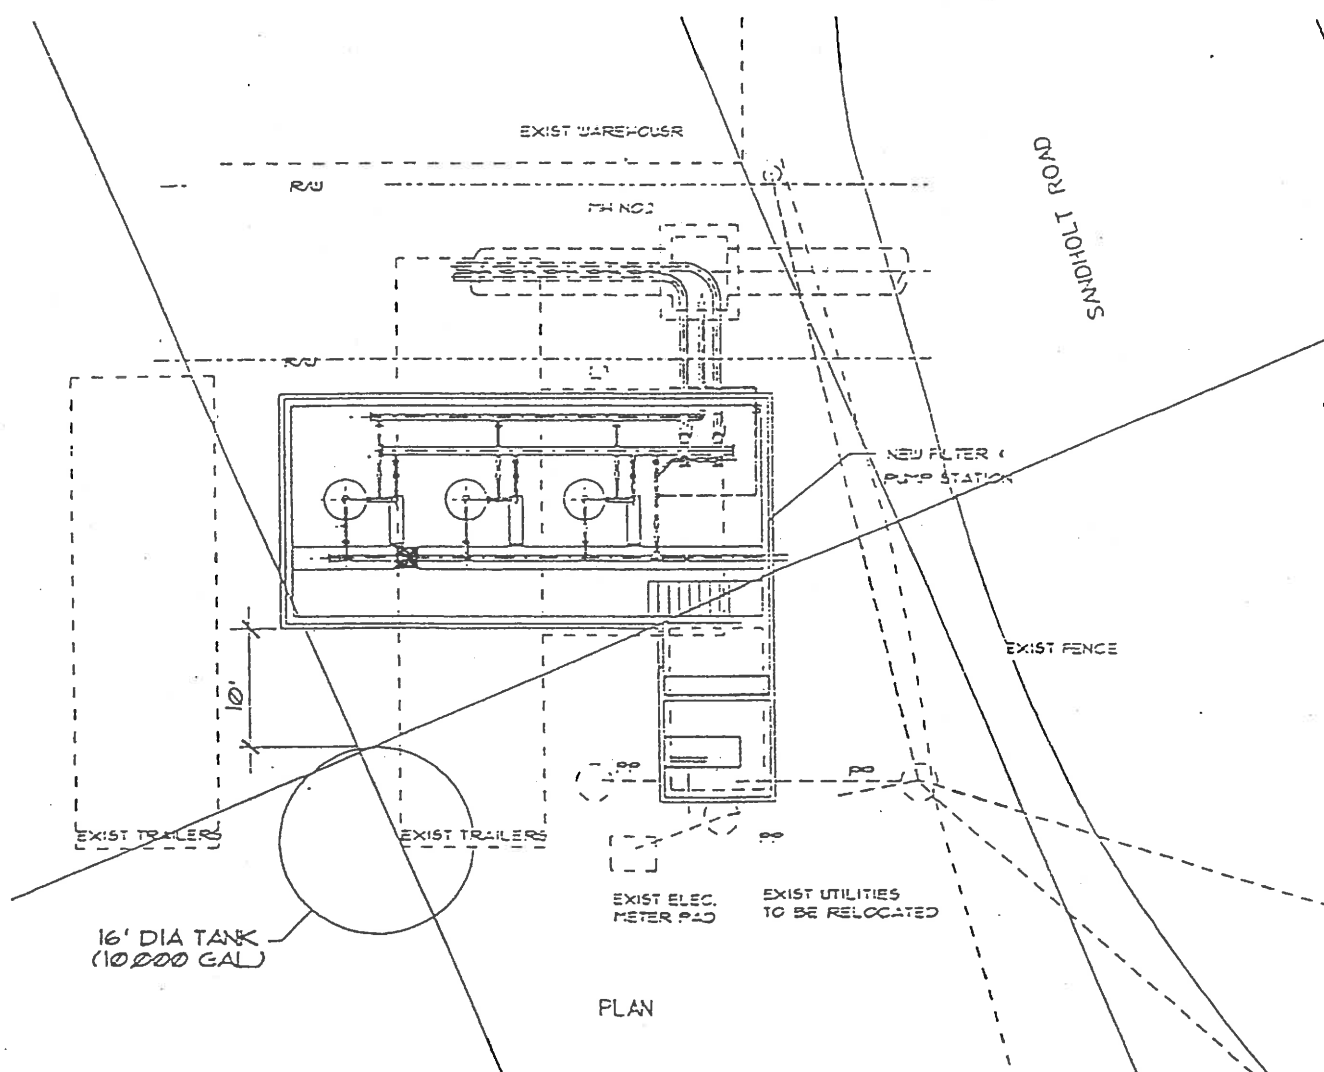 EXIST WAREHOUSR
R/W
MH NO2
SANDHOLT ROAD
R/W
NEW FILTER &
PUMP STATION
EXIST FENCE
10'
EXIST TRAILERS
EXIST TRAILERS
EXIST ELEC.
METER PAD
EXIST UTILITIES
TO BE RELOCATED
16' DIA TANK
(10,000 GAL)
PLAN